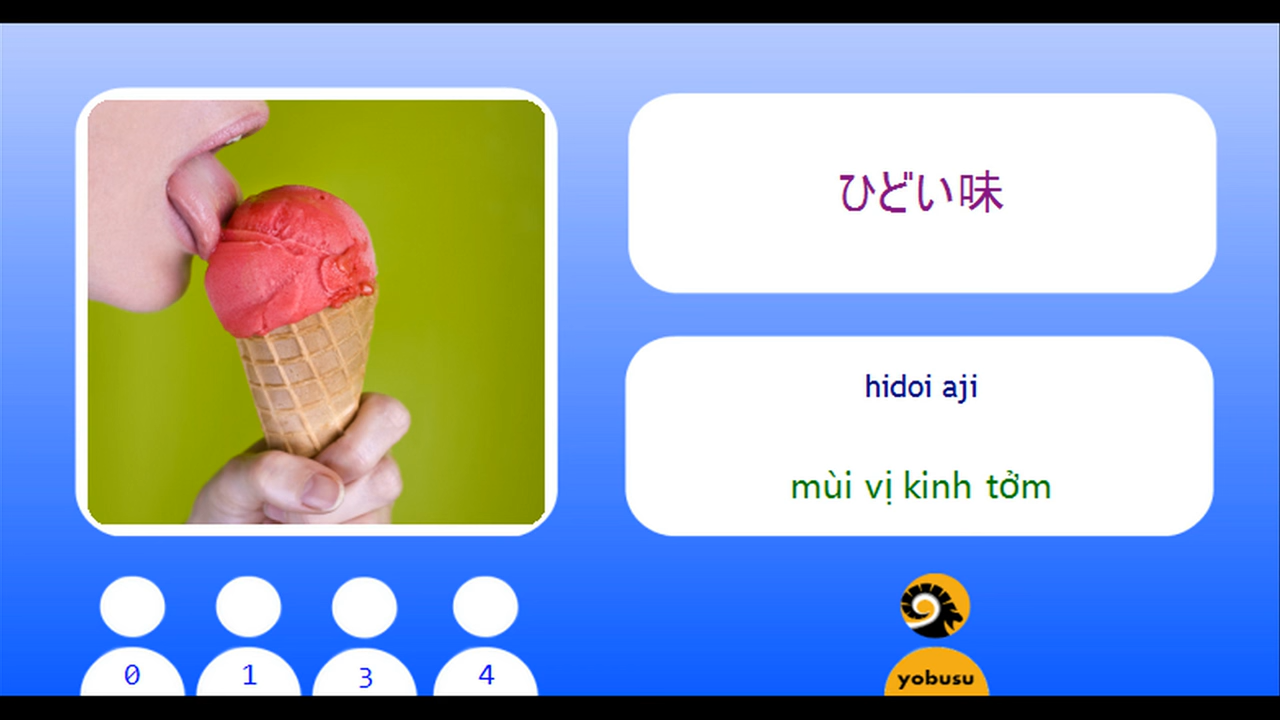 ひどい味
hidoi aji
mùi vị kinh tởm
0 1 3 4
yobusu